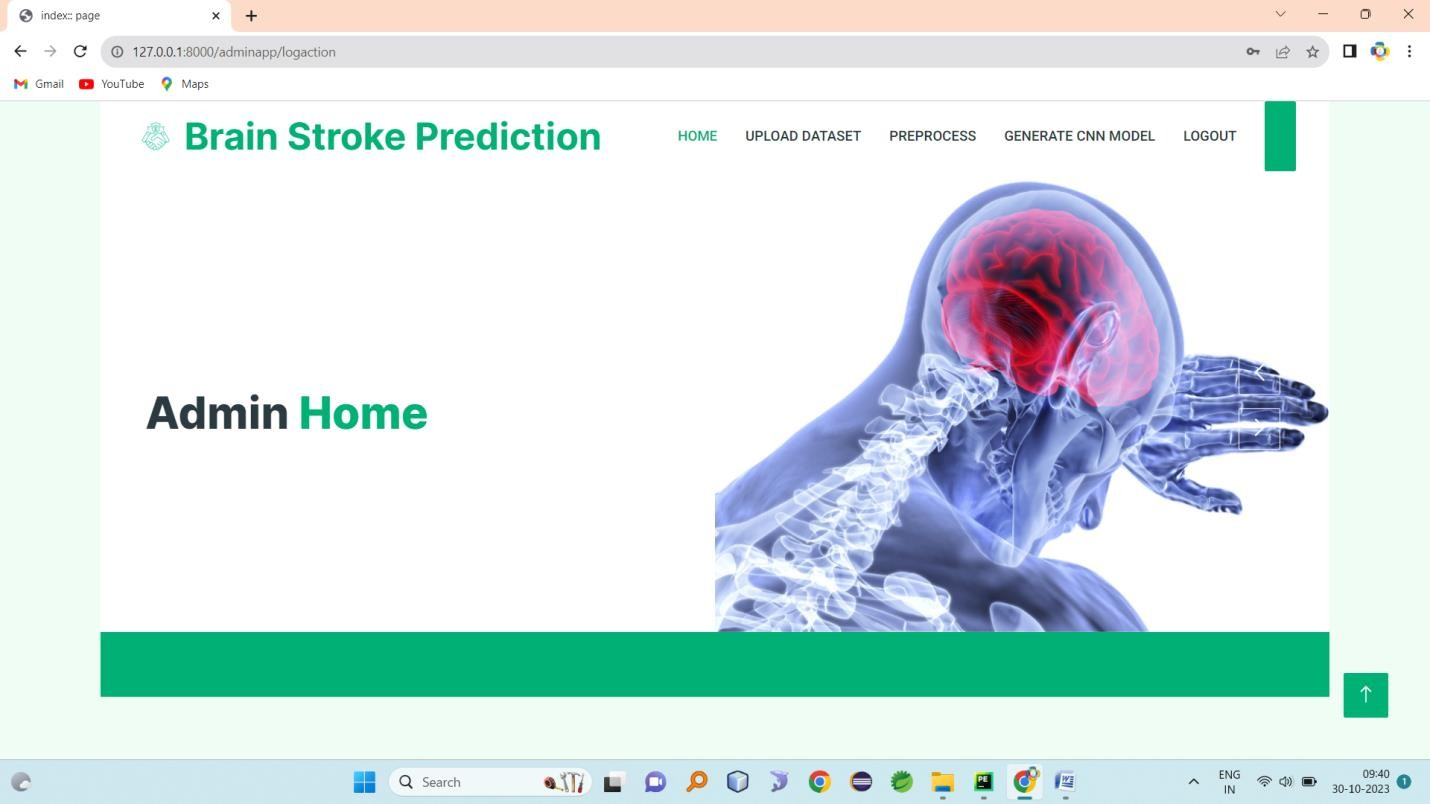 index:: page
127.0.0.1:8000/adminapp/logaction
Gmail YouTube Maps
Brain Stroke Prediction HOME UPLOAD DATASET PREPROCESS GENERATE CNN MODEL LOGOUT
Admin Home
Search
ENG
IN
09:40
30-10-2023
1